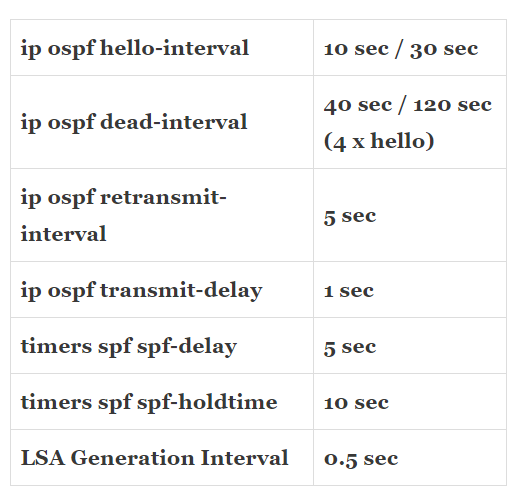 ip ospf hello-interval 10 sec / 30 sec
ip ospf dead-interval 40 sec / 120 sec
(4 x hello)
ip ospf retransmit-
interval 5 sec
ip ospf transmit-delay 1 sec
timers spf spf-delay 5 sec
timers spf spf-holdtime 10 sec
LSA Generation Interval 0.5 sec